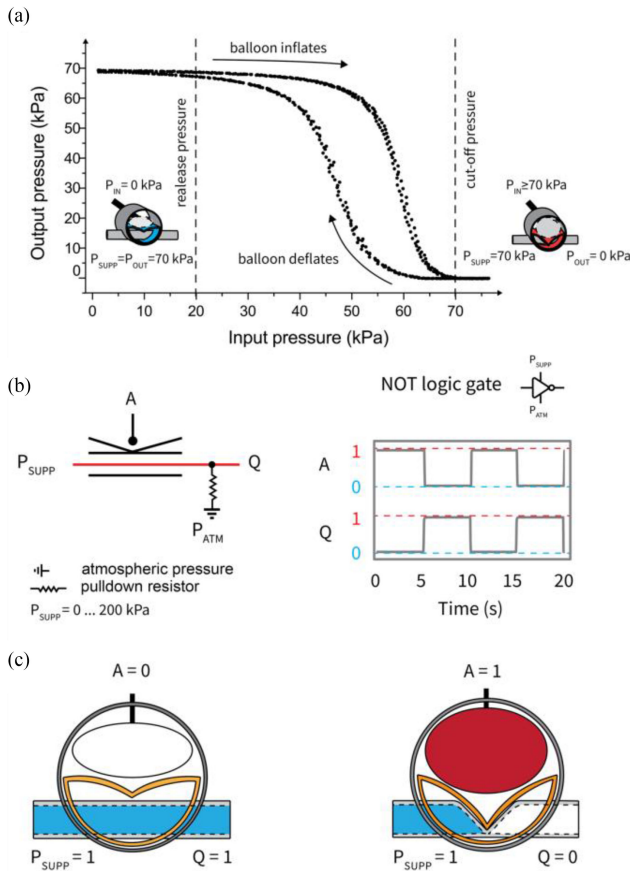 (a)
balloon inflates
70
60
50
40
30
20
10
0
Output pressure (kPa)
realease pressure
cut-off pressure
P_IN = 0 kPa
P_SUPP=P_OUT=70 kPa
P_IN≥70 kPa
P_SUPP=70 kPa
P_OUT= 0 kPa
balloon deflates
0 10 20 30 40 50 60 70
Input pressure (kPa)
(b)
A
P_SUPP
Q
P_ATM
atmospheric pressure
pulldown resistor
P_SUPP= 0 ... 200 kPa
NOT logic gate
P_SUPP
P_ATM
A
1
0
Q
1
0
0 5 10 15 20
Time (s)
(c)
A = 0
A = 1
P_SUPP= 1
Q = 1
P_SUPP= 1
Q = 0